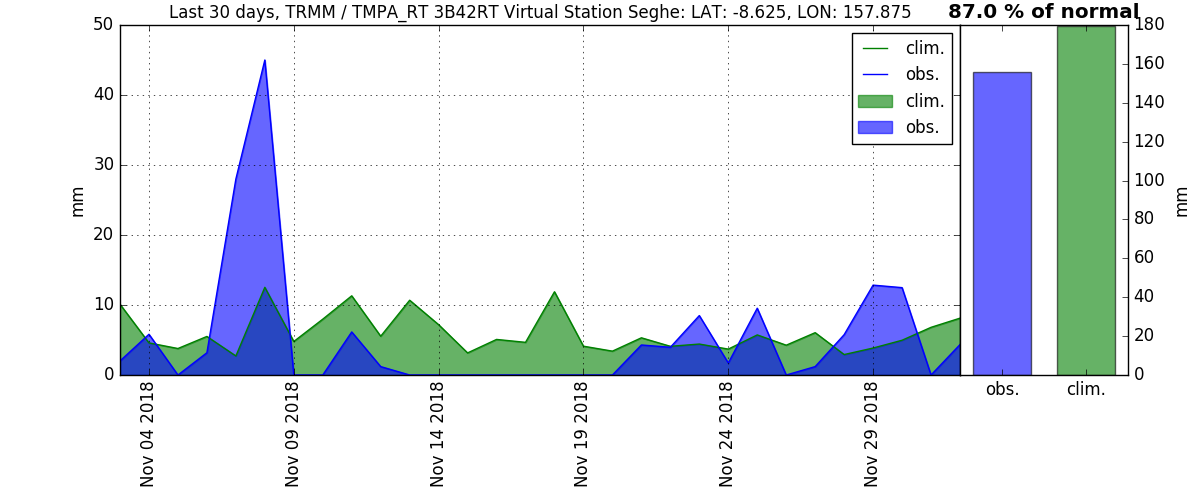 Last 30 days, TRMM / TMPA_RT 3B42RT Virtual Station Seghe: LAT: -8.625, LON: 157.875
87.0 % of normal
50
40
30
20
10
0
mm
clim.
obs.
clim.
obs.
Nov 04 2018
Nov 09 2018
Nov 14 2018
Nov 19 2018
Nov 24 2018
Nov 29 2018
180
160
140
120
100
80
60
40
20
0
mm
obs.
clim.